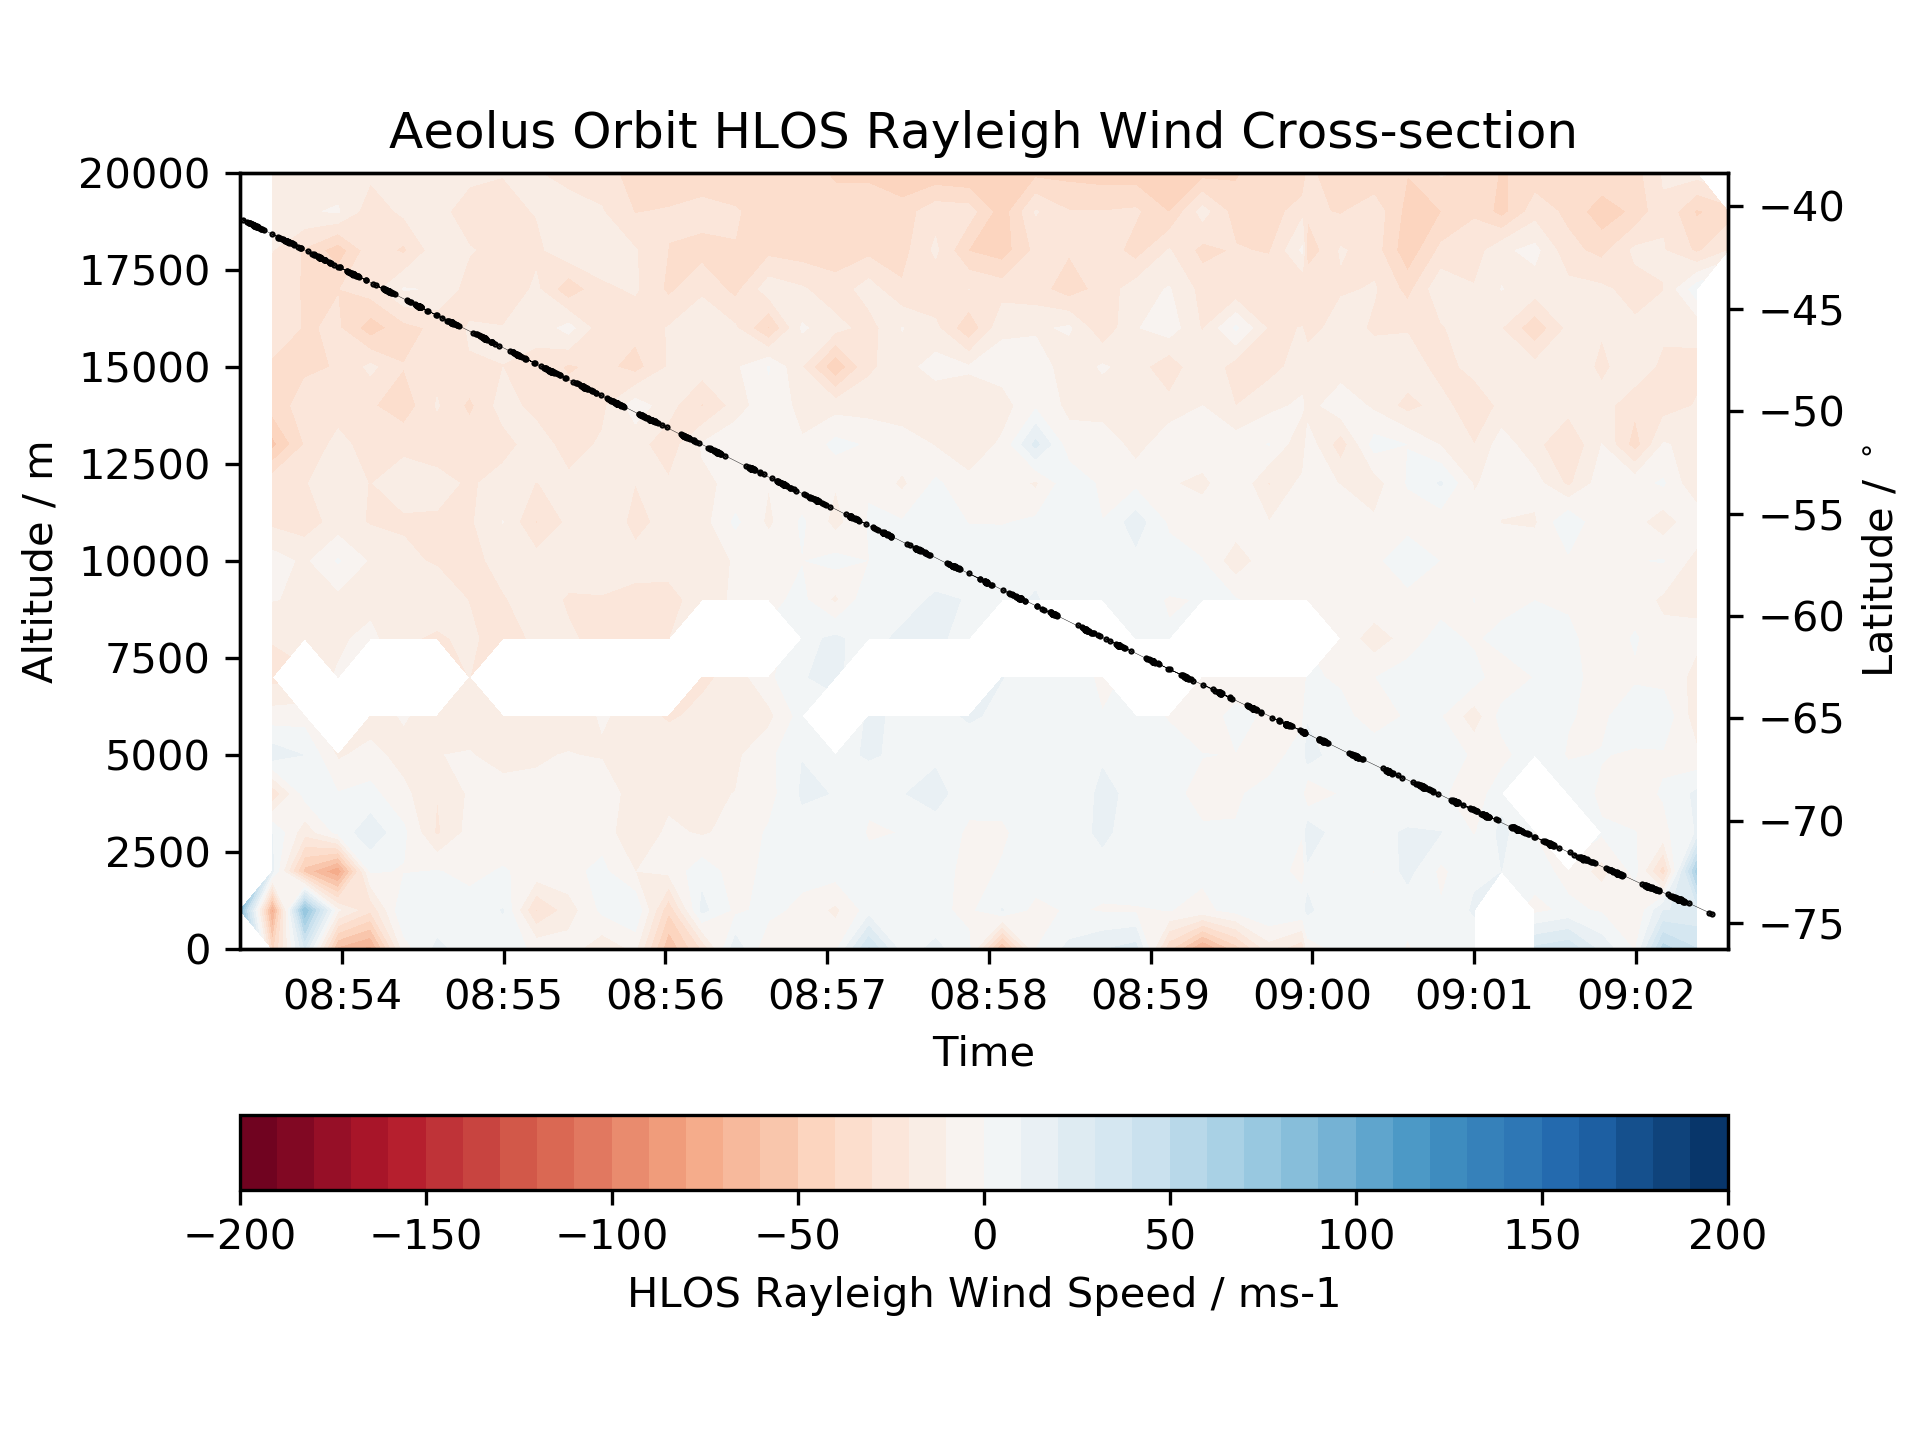 Aeolus Orbit HLOS Rayleigh Wind Cross-section
20000
17500
15000
12500
10000
7500
5000
2500
0
Altitude / m
−40
−45
−50
−55
−60
−65
−70
−75
Latitude / °
08:54 08:55 08:56 08:57 08:58 08:59 09:00 09:01 09:02
Time
−200 −150 −100 −50 0 50 100 150 200
HLOS Rayleigh Wind Speed / ms-1